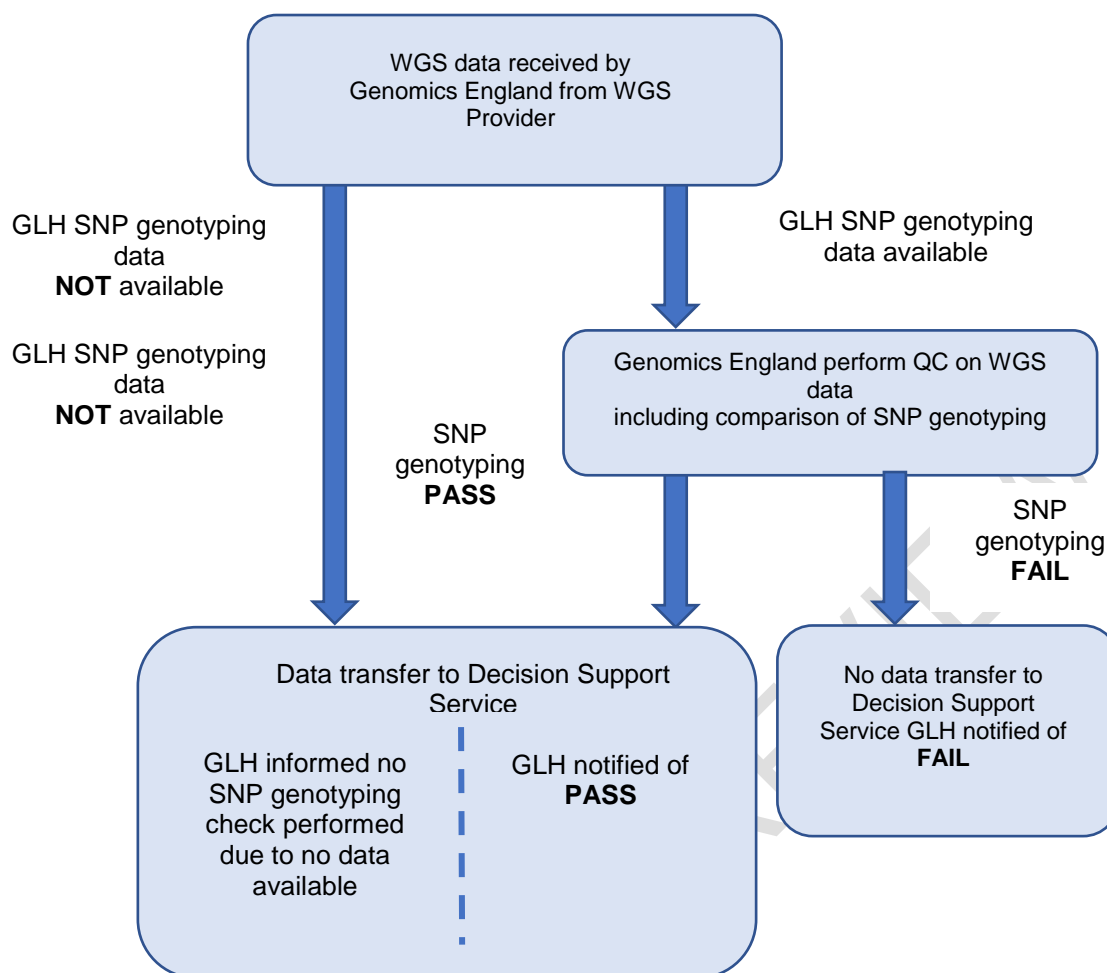 WGS data received by
Genomics England from WGS
Provider
GLH SNP genotyping
data
NOT available
GLH SNP genotyping
data available
GLH SNP genotyping
data
NOT available
Genomics England perform QC on WGS
data
including comparison of SNP genotyping
SNP
genotyping
PASS
SNP
genotyping
FAIL
Data transfer to Decision Support
Service
GLH informed no
SNP genotyping
check performed
due to no data
available
GLH notified of
PASS
No data transfer to
Decision Support
Service GLH notified of
FAIL